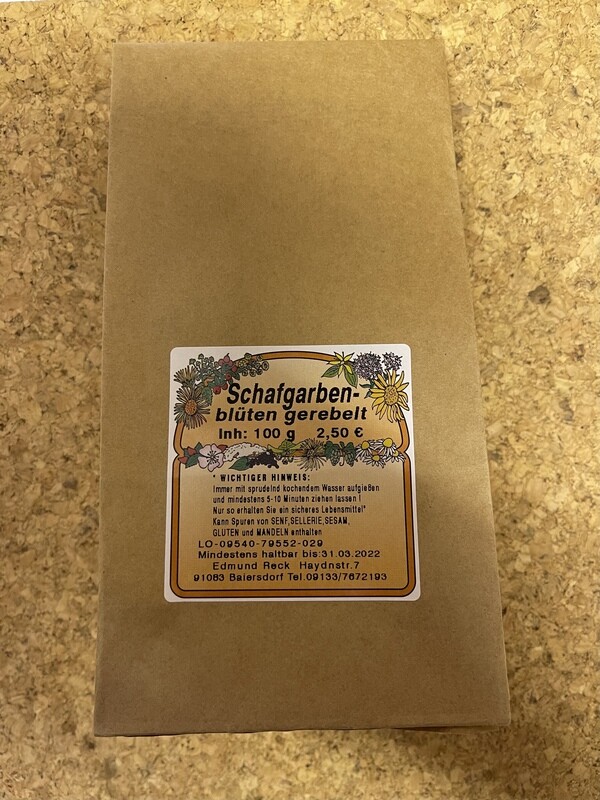 Schafgarben-
blüten gerebelt
Inh: 100 g 2,50 €
* WICHTIGER HINWEIS:
Immer mit sprudelnd kochendem Wasser aufgießen
und mindestens 5-10 Minuten ziehen lassen !
Nur so erhalten Sie ein sicheres Lebensmittel*
Kann Spuren von SENF,SELLERIE,SESAM,
GLUTEN und MANDELN enthalten
LO-09540-79552-029
Mindestens haltbar bis:31.03.2022
Edmund Reck Haydnstr.7
91083 Baiersdorf Tel.09133/7672193